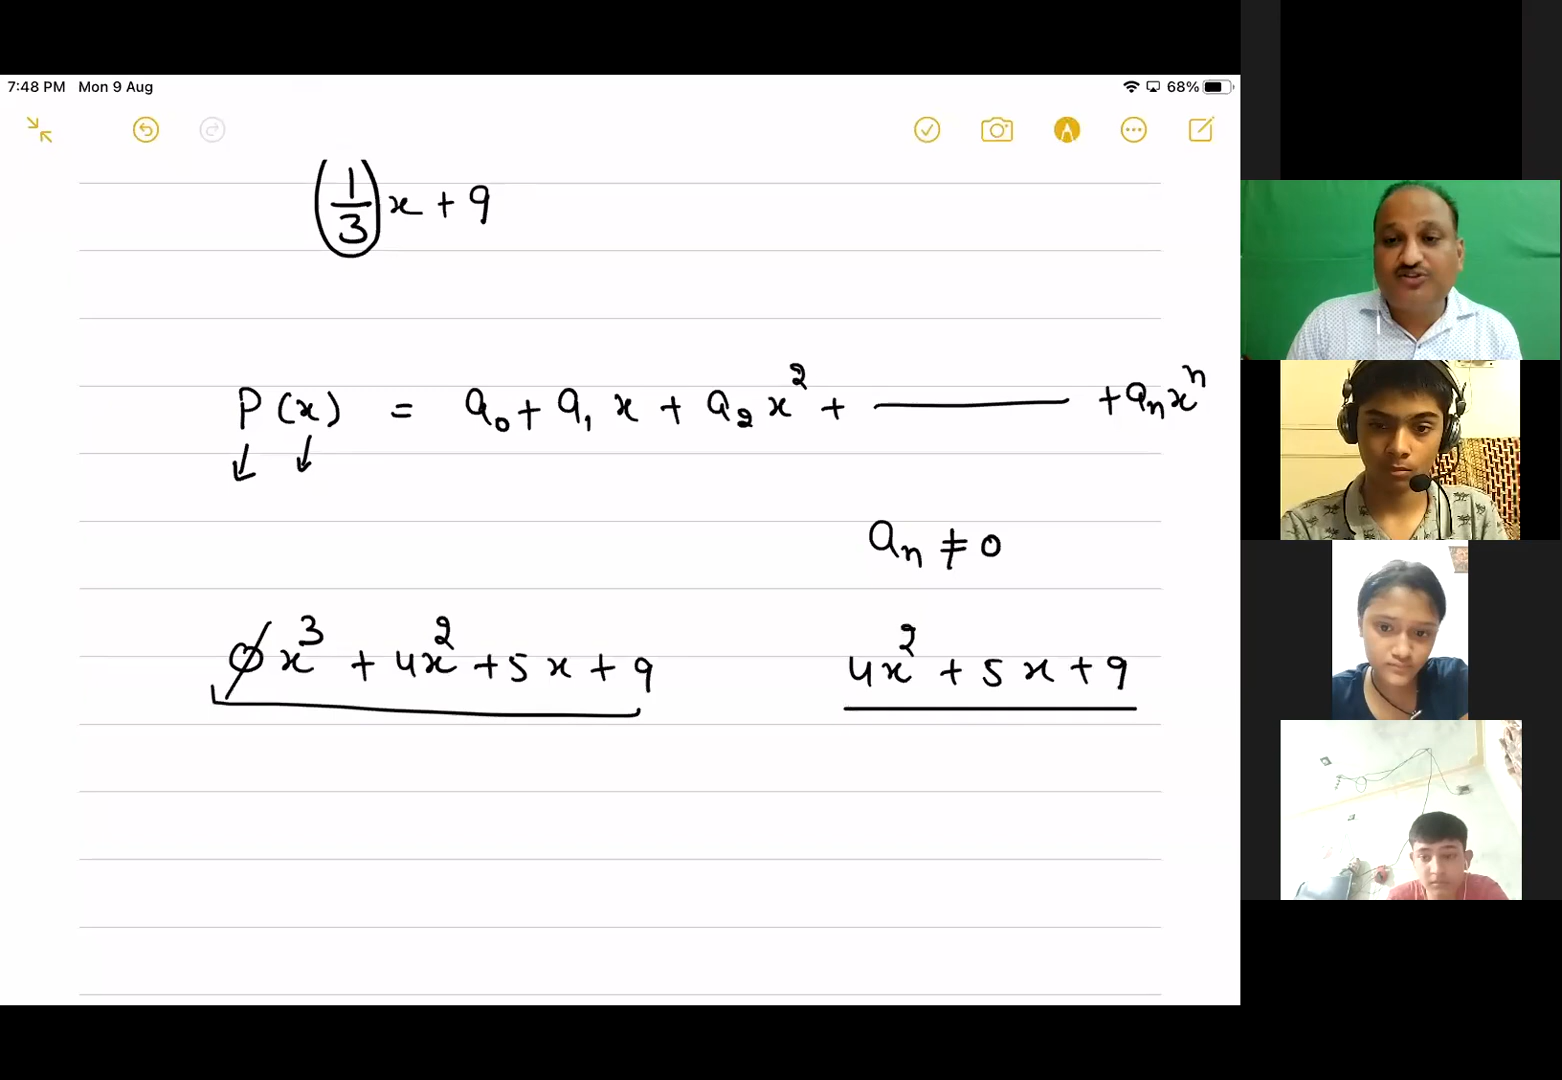 7:48 PM Mon 9 Aug 68%
(1/3)x + 9
P(x) = a₀ + a₁x + a₂x² + ——— + aₙxⁿ
aₙ ≠ 0
0x³ + 4x² + 5x + 9 4x² + 5x + 9